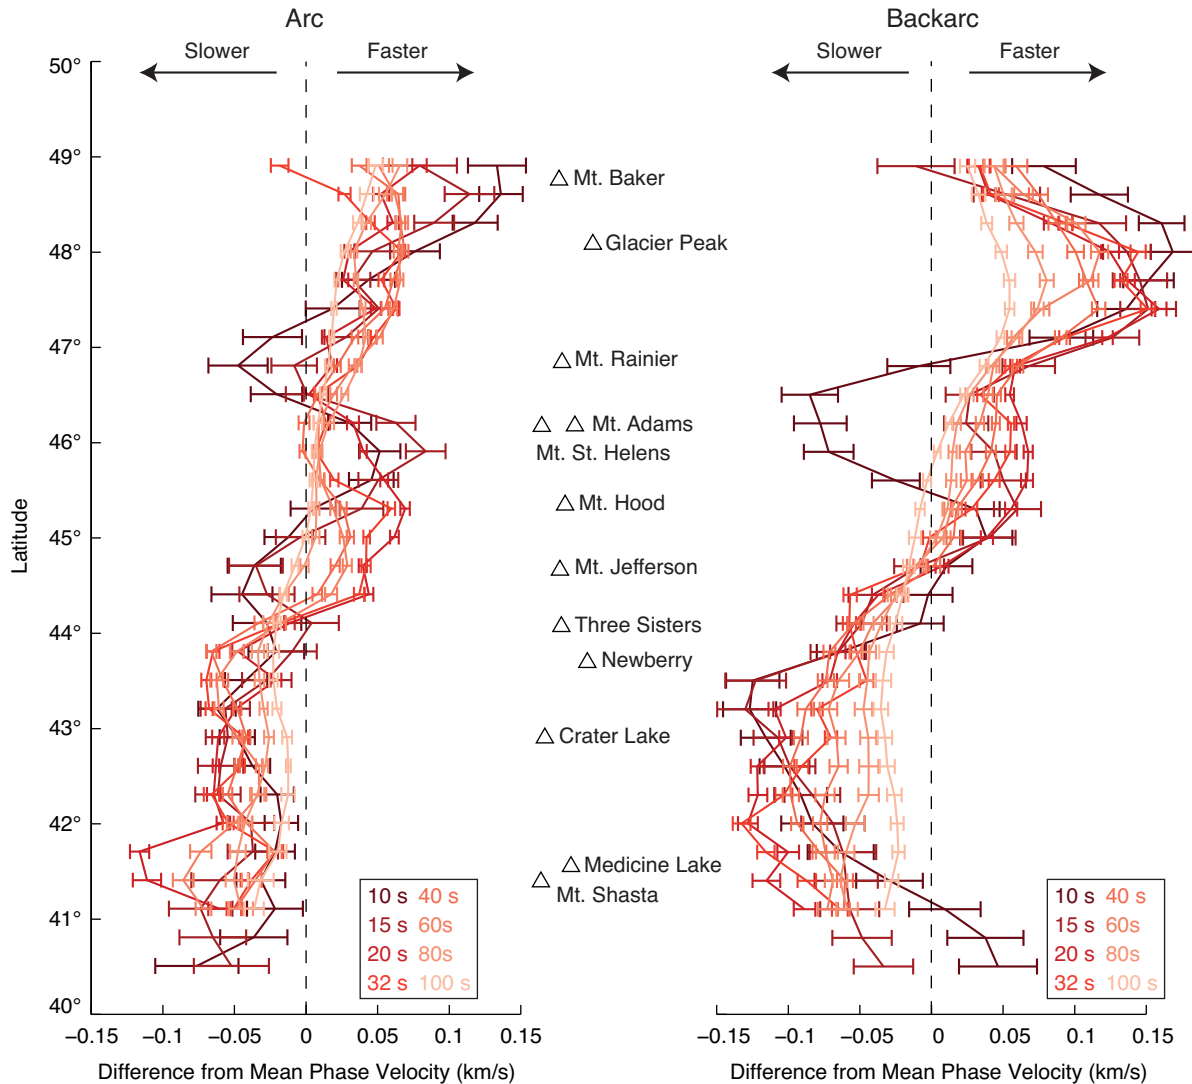 Arc
Backarc
Slower
Faster
Slower
Faster
50°
49°
48°
47°
46°
45°
44°
43°
42°
41°
40°
Latitude
Mt. Baker
Glacier Peak
Mt. Rainier
Mt. Adams
Mt. St. Helens
Mt. Hood
Mt. Jefferson
Three Sisters
Newberry
Crater Lake
Medicine Lake
Mt. Shasta
10 s 40 s
15 s 60s
20 s 80s
32 s 100 s
10 s 40 s
15 s 60s
20 s 80s
32 s 100 s
−0.15 −0.1 −0.05 0 0.05 0.1 0.15
−0.15 −0.1 −0.05 0 0.05 0.1 0.15
Difference from Mean Phase Velocity (km/s)
Difference from Mean Phase Velocity (km/s)